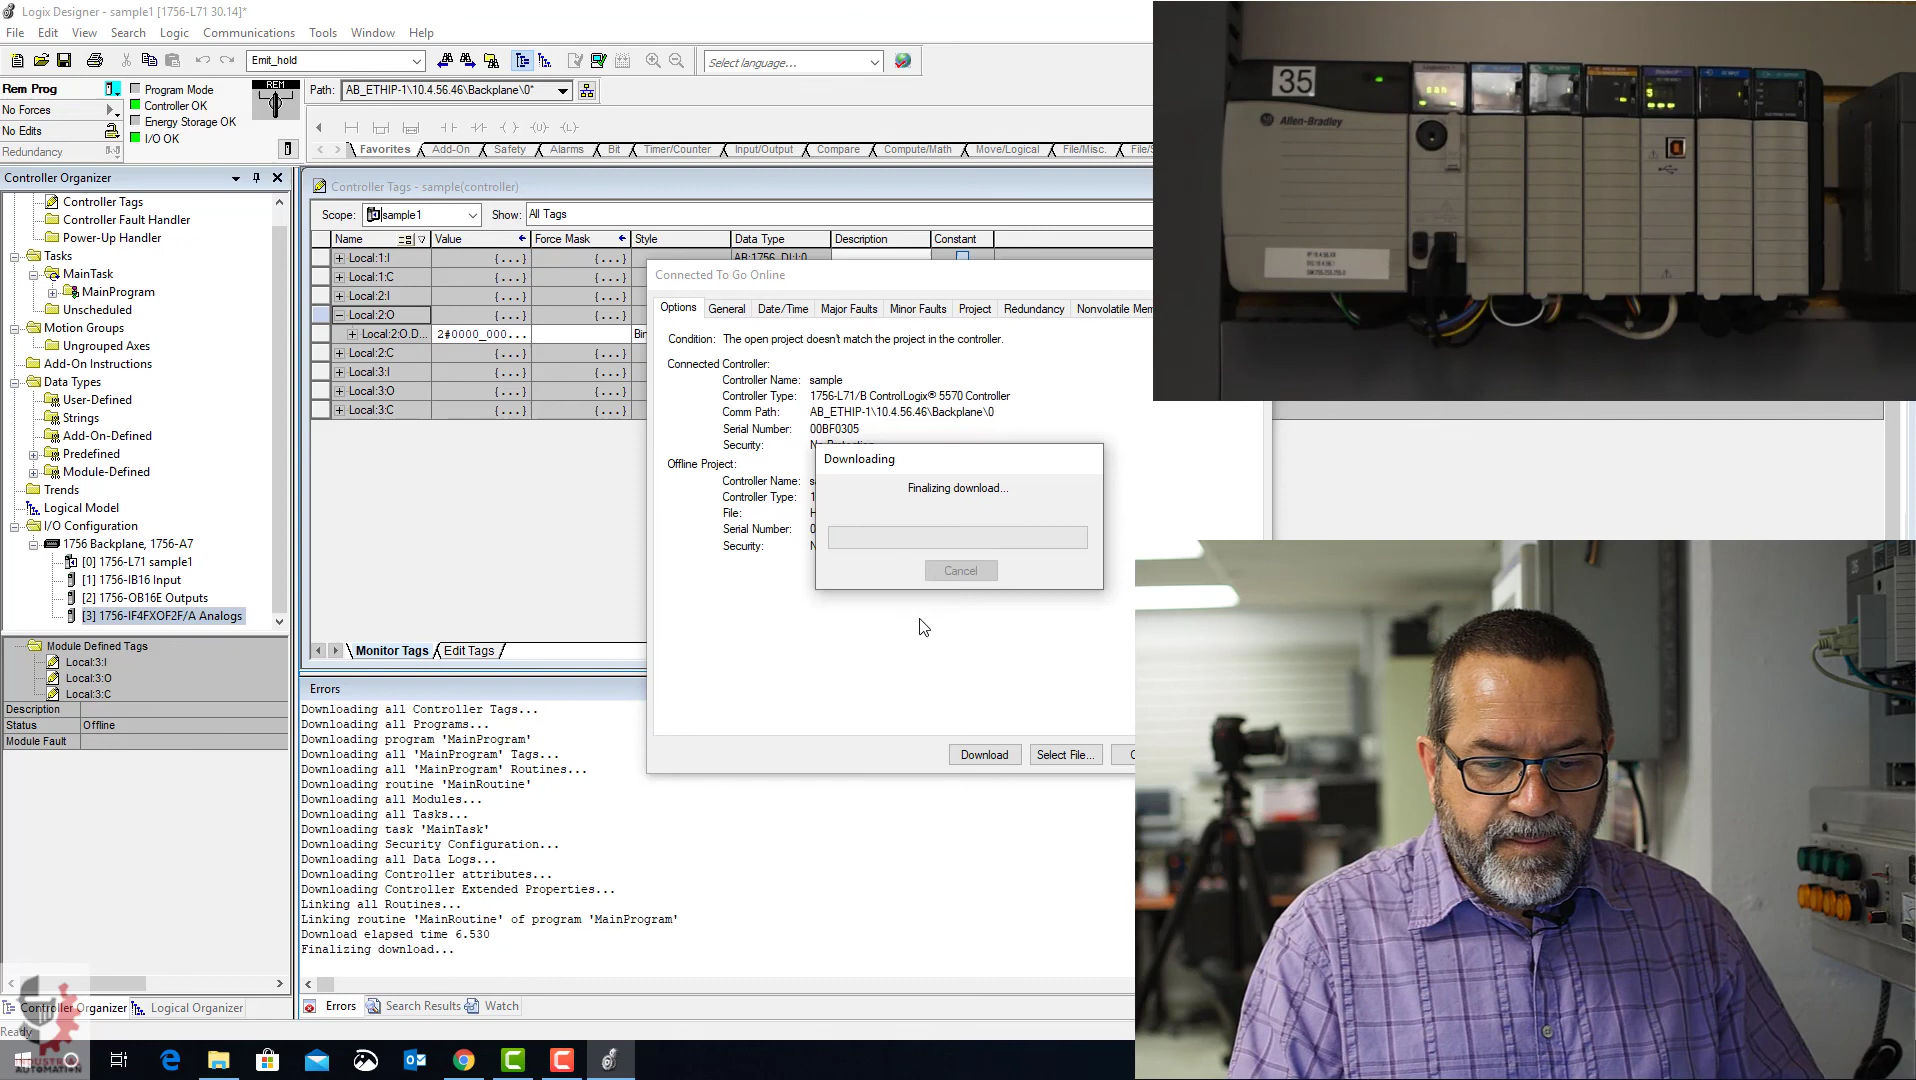 Logix Designer - sample1 [1756-L71 30.14]*
File Edit View Search Logic Communications Tools Window Help
Emit_hold
Select language...
Rem Prog
No Forces
No Edits
Redundancy
Program Mode
Controller OK
Energy Storage OK
I/O OK
REM
Path: AB_ETHIP-1\10.4.56.46\Backplane\0*
Favorites Add-On Safety Alarms Bit Timer/Counter Input/Output Compare Compute/Math Move/Logical File/Misc.
Controller Organizer
Controller Tags
Controller Fault Handler
Power-Up Handler
Tasks
MainTask
MainProgram
Unscheduled
Motion Groups
Ungrouped Axes
Add-On Instructions
Data Types
User-Defined
Strings
Add-On-Defined
Predefined
Module-Defined
Trends
Logical Model
I/O Configuration
1756 Backplane, 1756-A7
[0] 1756-L71 sample1
[1] 1756-IB16 Input
[2] 1756-OB16E Outputs
[3] 1756-IF4FXOF2F/A Analogs
Module Defined Tags
Local:3:I
Local:3:O
Local:3:C
Description
Status Offline
Module Fault
Controller Organizer Logical Organizer
Ready
Controller Tags - sample(controller)
Scope: sample1 Show: All Tags
Name Value Force Mask Style Data Type Description Constant
Local:1:I {...} {...} AB:1756_DI:I:0
Local:1:C {...} {...}
Local:2:I {...} {...}
Local:2:O {...} {...}
Local:2:O.D... 2#0000_000... Bin
Local:2:C {...} {...}
Local:3:I {...} {...}
Local:3:O {...} {...}
Local:3:C {...} {...}
Monitor Tags Edit Tags
Connected To Go Online
Options General Date/Time Major Faults Minor Faults Project Redundancy Nonvolatile Mem
Condition: The open project doesn't match the project in the controller.
Connected Controller:
Controller Name: sample
Controller Type: 1756-L71/B ControlLogix® 5570 Controller
Comm Path: AB_ETHIP-1\10.4.56.46\Backplane\0
Serial Number: 00BF0305
Security: No Protection
Offline Project:
Controller Name: s
Controller Type: 1
File: H
Serial Number: 0
Security: N
Downloading
Finalizing download...
Cancel
Download Select File...
Errors
Downloading all Controller Tags...
Downloading all Programs...
Downloading program 'MainProgram'
Downloading all 'MainProgram' Tags...
Downloading all 'MainProgram' Routines...
Downloading routine 'MainRoutine'
Downloading all Modules...
Downloading all Tasks...
Downloading task 'MainTask'
Downloading Security Configuration...
Downloading all Data Logs...
Downloading Controller attributes...
Downloading Controller Extended Properties...
Linking all Routines...
Linking routine 'MainRoutine' of program 'MainProgram'
Download elapsed time 6.530
Finalizing download...
Errors Search Results Watch
35
Allen-Bradley
INDUSTRIAL
AUTOMATION